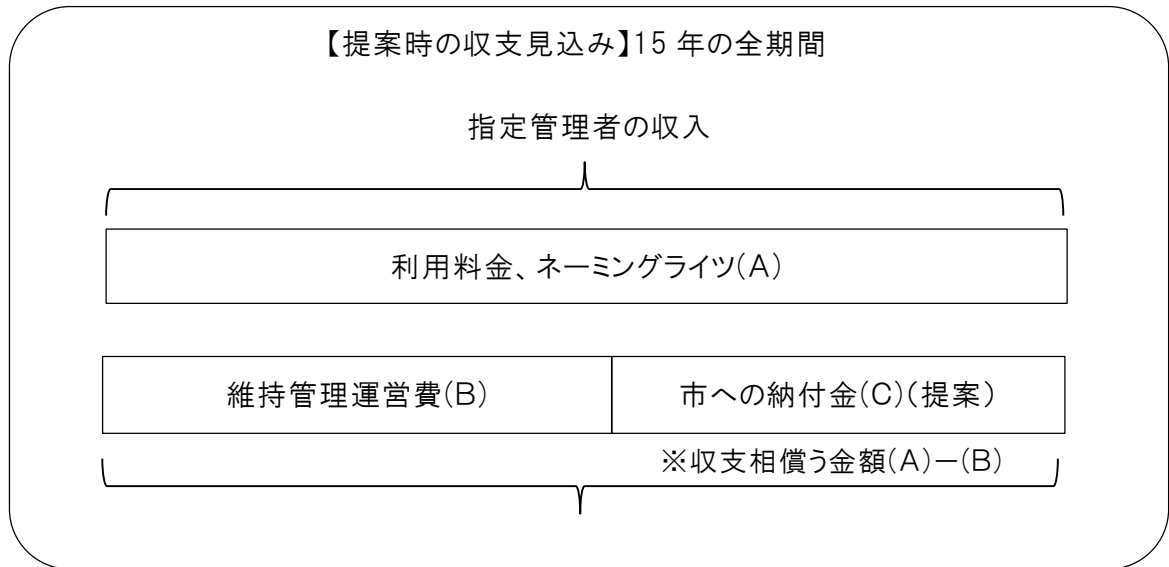 【提案時の収支見込み】15年の全期間
指定管理者の収入
利用料金、ネーミングライツ(A)
維持管理運営費(B)
市への納付金(C)(提案)
※収支相償う金額(A)－(B)